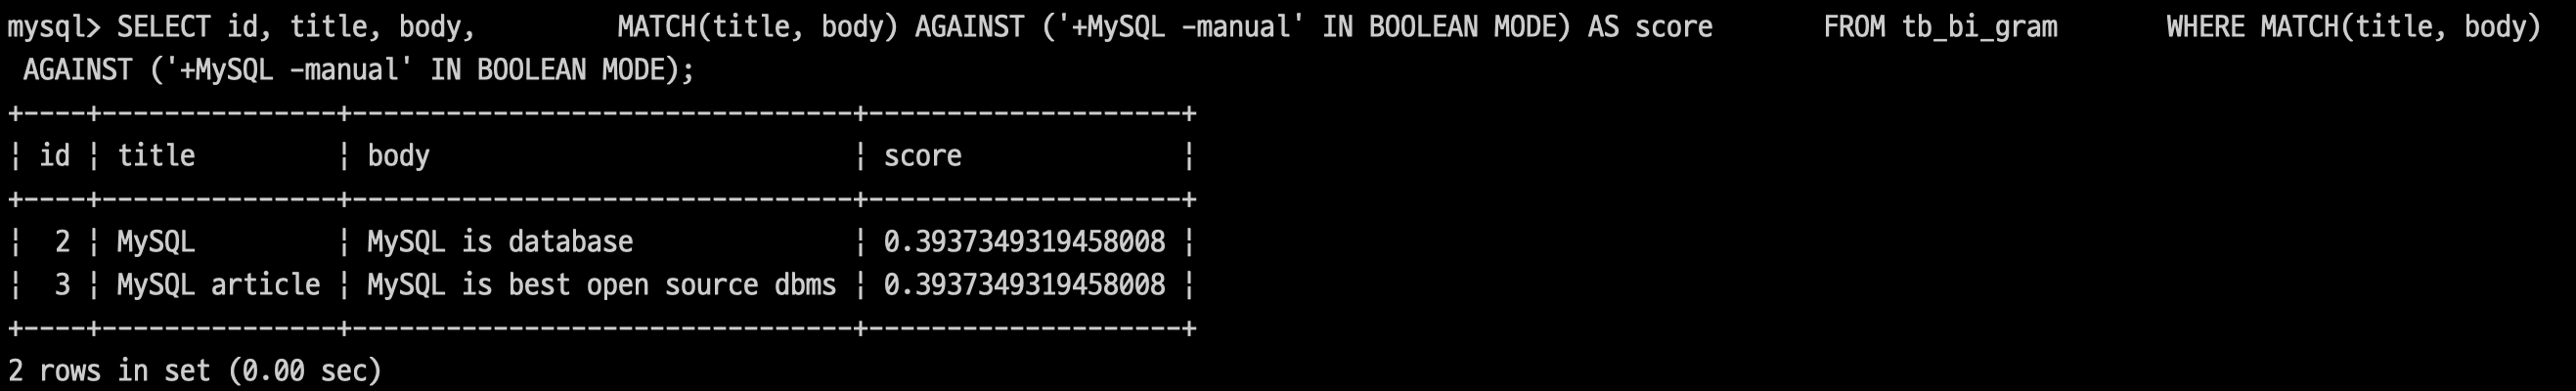 mysql> SELECT id, title, body,       MATCH(title, body) AGAINST ('+MySQL -manual' IN BOOLEAN MODE) AS score       FROM tb_bi_gram       WHERE MATCH(title, body)
 AGAINST ('+MySQL -manual' IN BOOLEAN MODE);
+----+---------------+--------------------------------+--------------------+
¦ id ¦ title         ¦ body                           ¦ score              ¦
+----+---------------+--------------------------------+--------------------+
¦  2 ¦ MySQL         ¦ MySQL is database              ¦ 0.3937349319458008 ¦
¦  3 ¦ MySQL article ¦ MySQL is best open source dbms ¦ 0.3937349319458008 ¦
+----+---------------+--------------------------------+--------------------+
2 rows in set (0.00 sec)